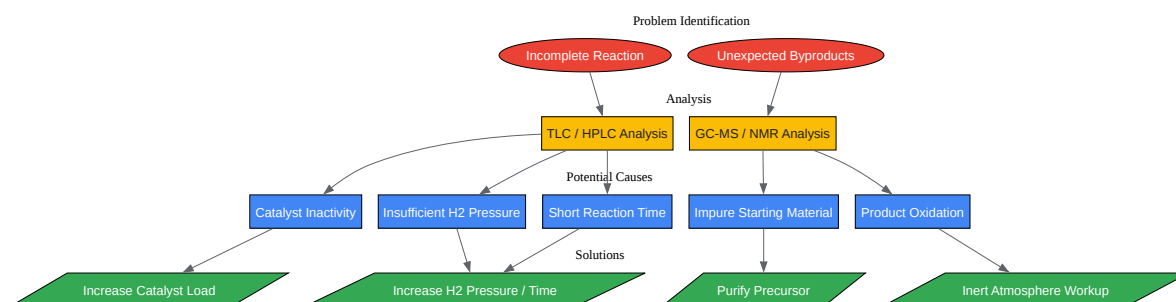 Problem Identification
Incomplete Reaction
Unexpected Byproducts
Analysis
TLC / HPLC Analysis
GC-MS / NMR Analysis
Potential Causes
Catalyst Inactivity
Insufficient H2 Pressure
Short Reaction Time
Impure Starting Material
Product Oxidation
Solutions
Increase Catalyst Load
Increase H2 Pressure / Time
Purify Precursor
Inert Atmosphere Workup